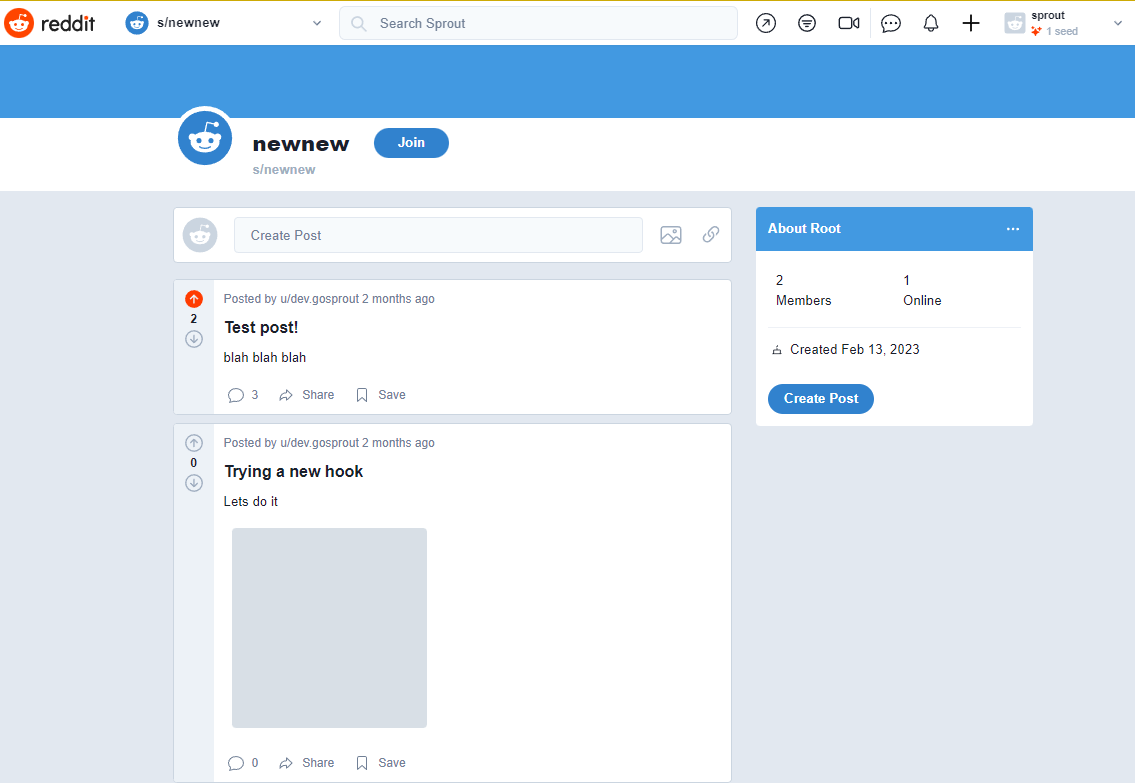 reddit
s/newnew
Search Sprout
sprout
1 seed
newnew
Join
s/newnew
Create Post
Posted by u/dev.gosprout 2 months ago
2
Test post!
blah blah blah
3 Share Save
Posted by u/dev.gosprout 2 months ago
0
Trying a new hook
Lets do it
0 Share Save
About Root
2 1
Members Online
Created Feb 13, 2023
Create Post